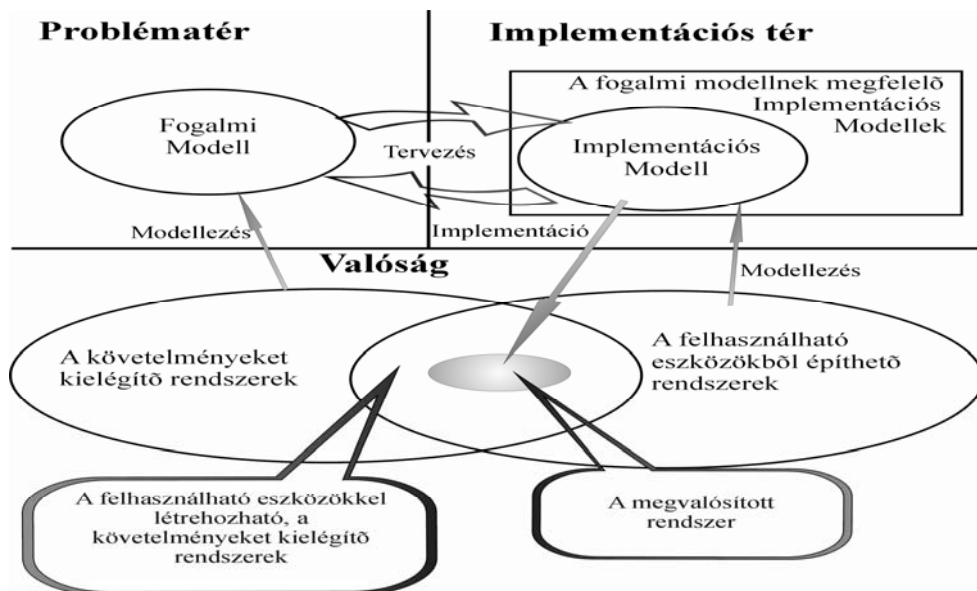 Problématér
Implementációs tér
A fogalmi modellnek megfelelõ
Implementációs
Modellek
Fogalmi
Modell
Tervezés
Implementációs
Modell
Modellezés
Implementáció
Valóság
Modellezés
A követelményeket
kielégítõ rendszerek
A felhasználható
eszközökbõl építhetõ
rendszerek
A felhasználható eszközökkel
létrehozható, a
követelményeket kielégítõ
rendszerek
A megvalósított
rendszer